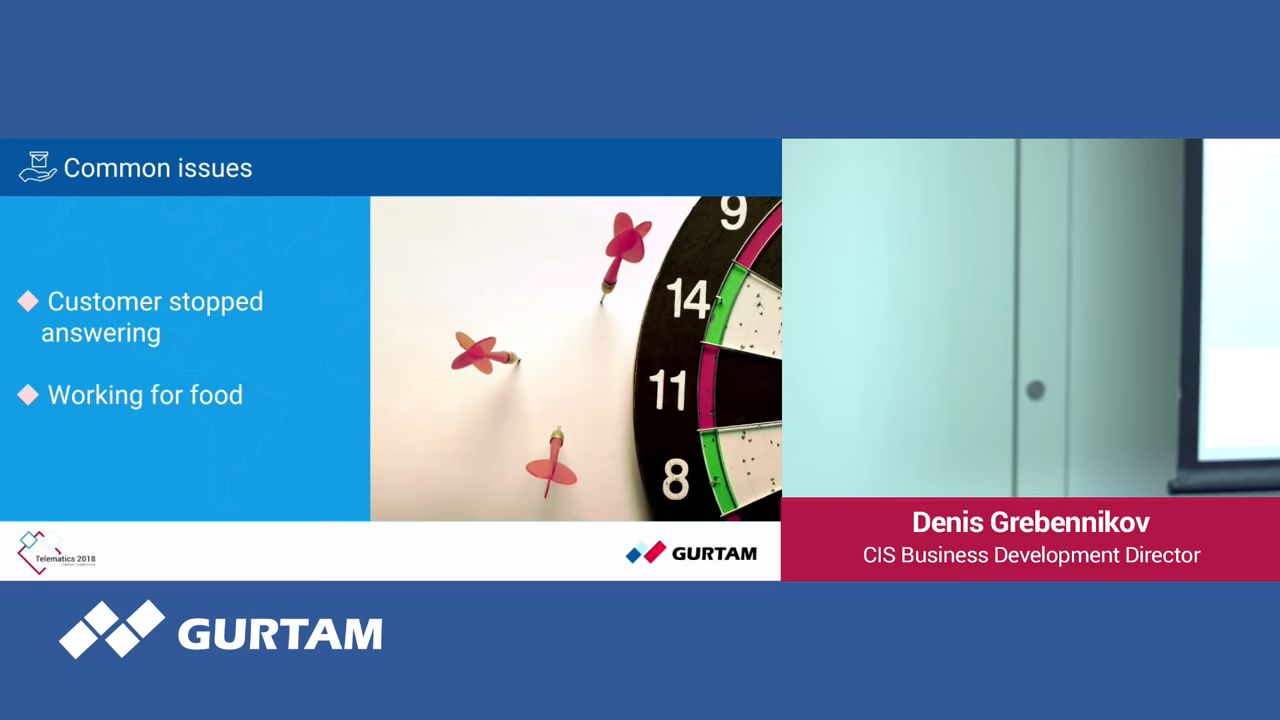 Common issues
Customer stopped
answering
Working for food
9
14
11
8
Telematics 2018
GURTAM
Denis Grebennikov
CIS Business Development Director
GURTAM